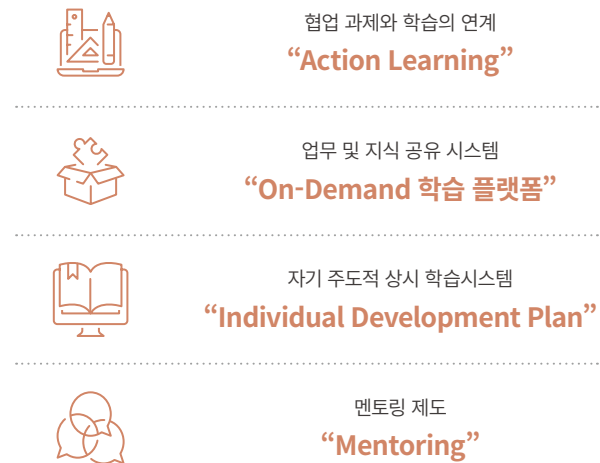 협업 과제와 학습의 연계
“Action Learning”
업무 및 지식 공유 시스템
“On-Demand 학습 플랫폼”
자기 주도적 상시 학습시스템
“Individual Development Plan”
멘토링 제도
“Mentoring”